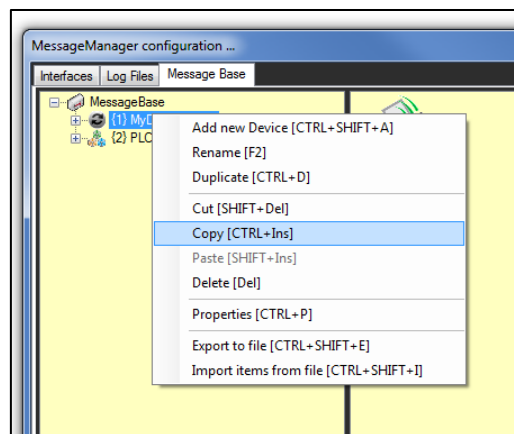 MessageManager configuration ...
Interfaces Log Files Message Base
MessageBase
{1} MyD
{2} PLC
Add new Device [CTRL+SHIFT+A]
Rename [F2]
Duplicate [CTRL+D]
Cut [SHIFT+Del]
Copy [CTRL+Ins]
Paste [SHIFT+Ins]
Delete [Del]
Properties [CTRL+P]
Export to file [CTRL+SHIFT+E]
Import items from file [CTRL+SHIFT+I]